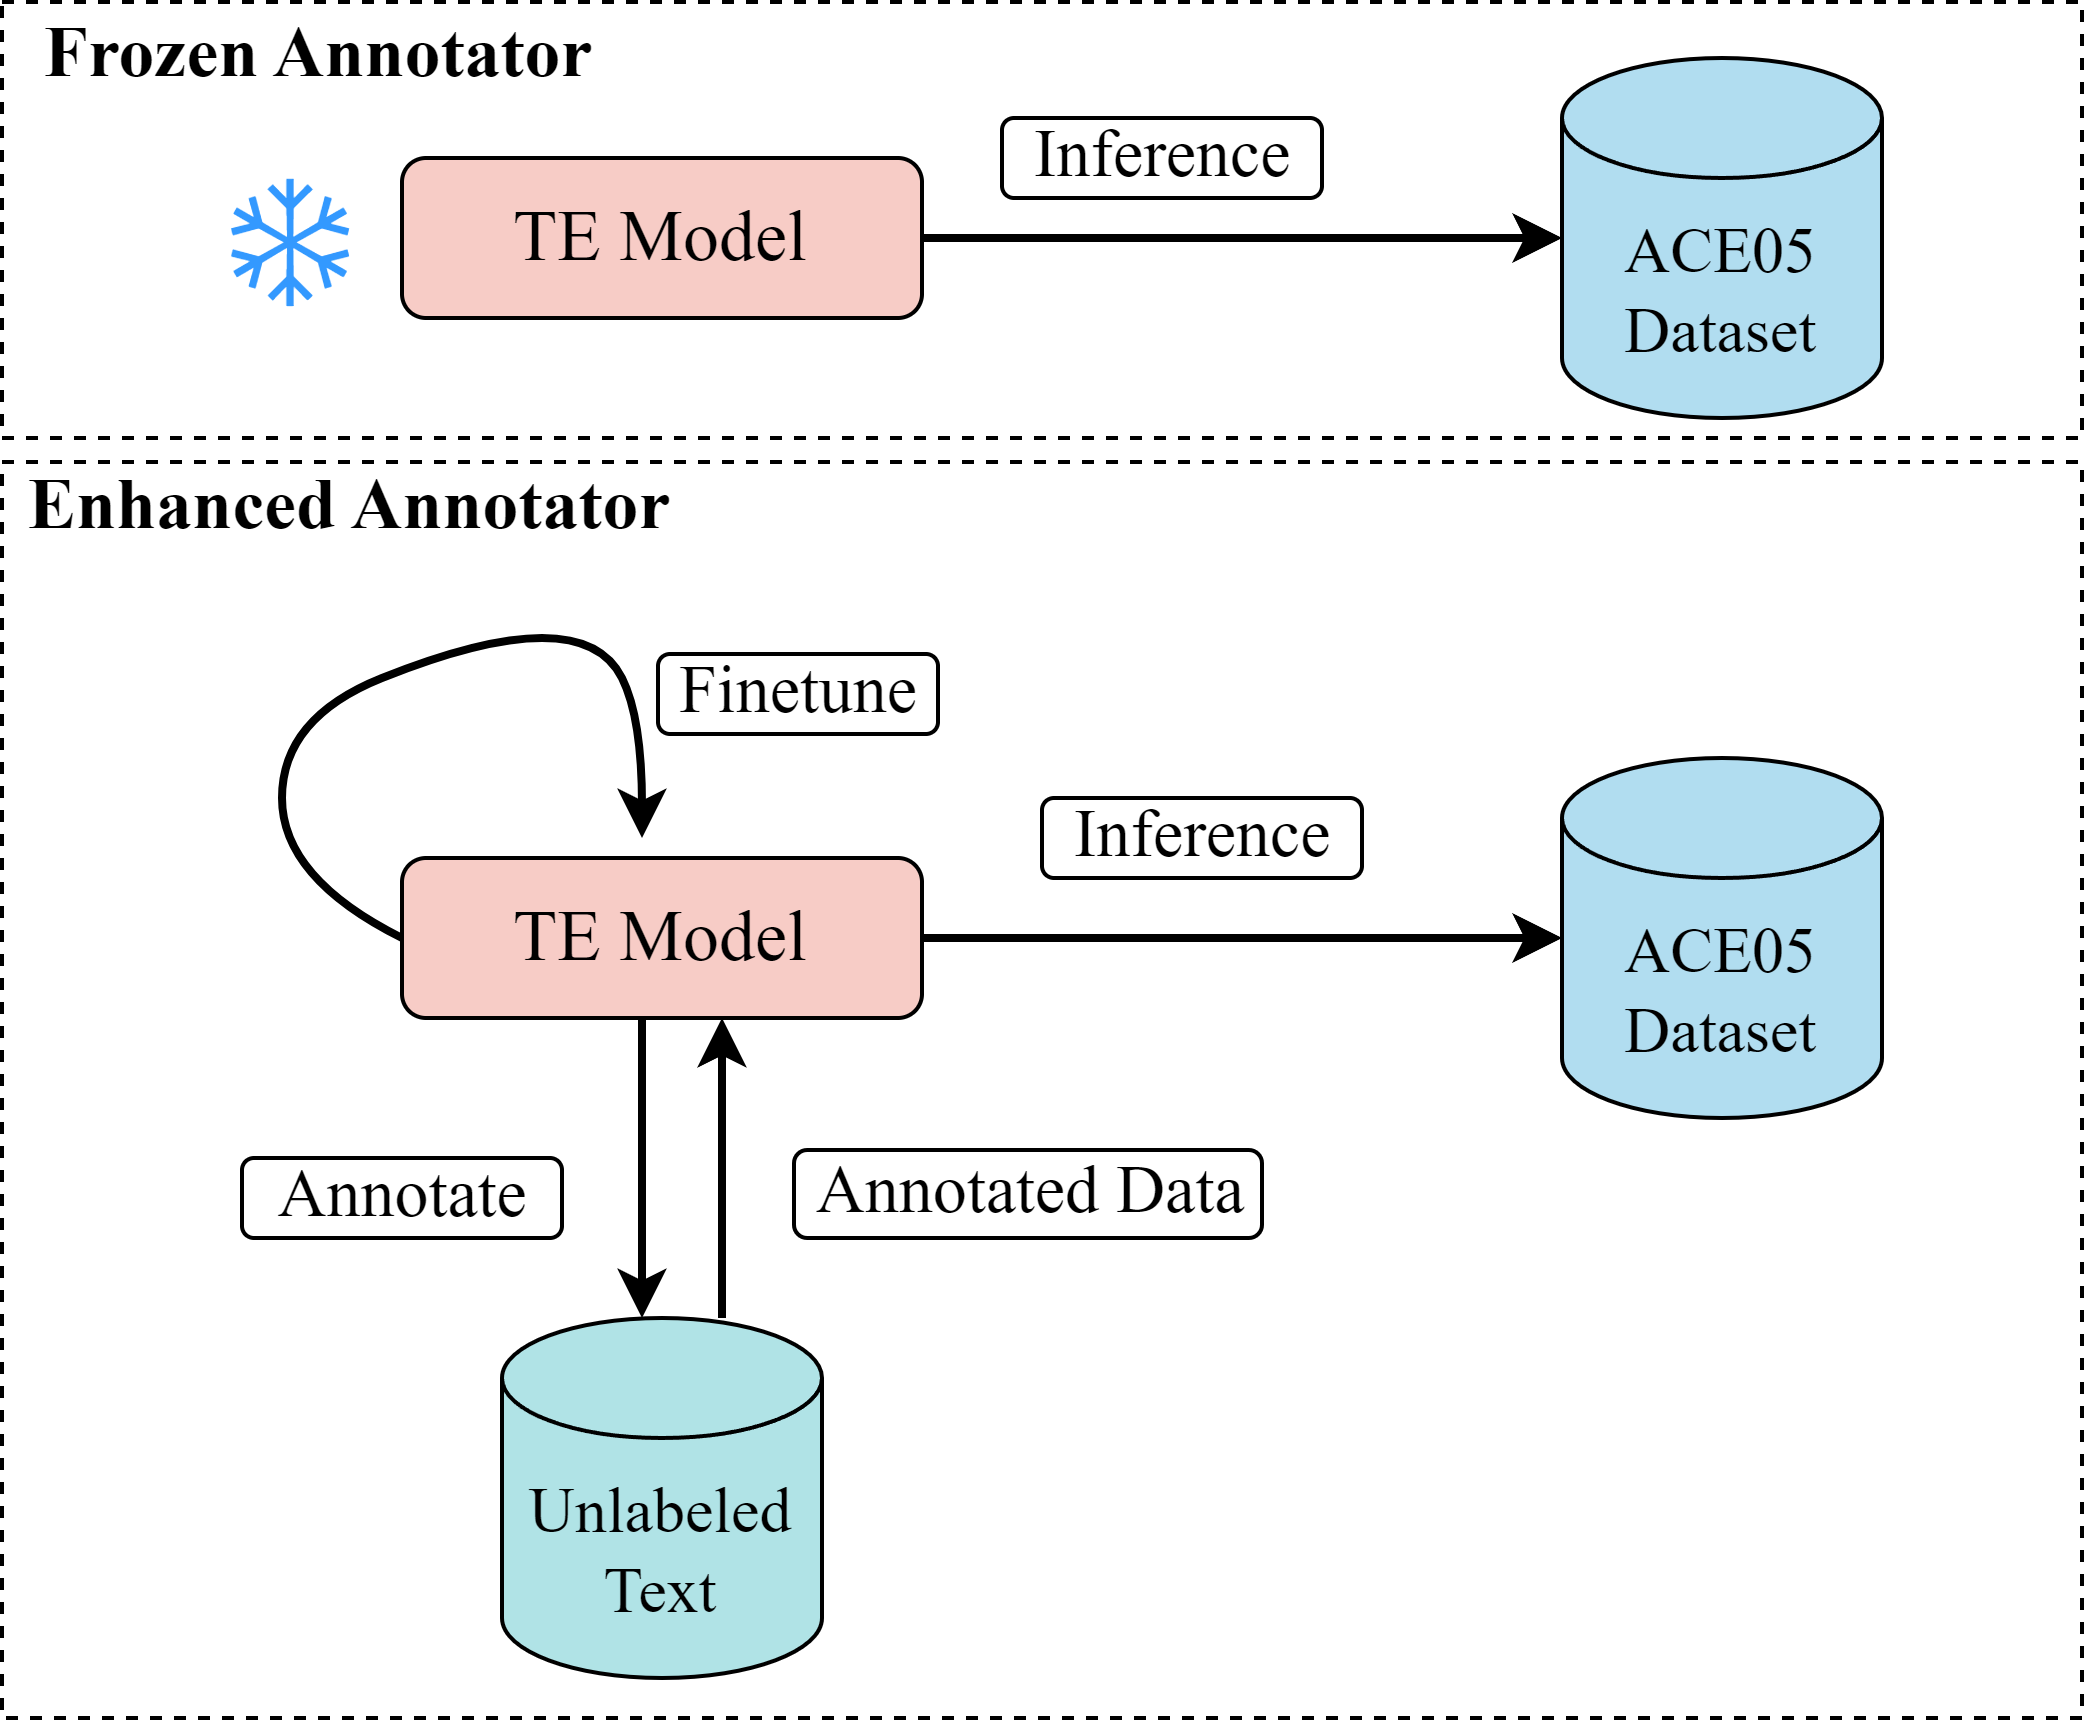 Frozen Annotator
Inference
TE Model
ACE05
Dataset
Enhanced Annotator
Finetune
Inference
TE Model
ACE05
Dataset
Annotate
Annotated Data
Unlabeled
Text